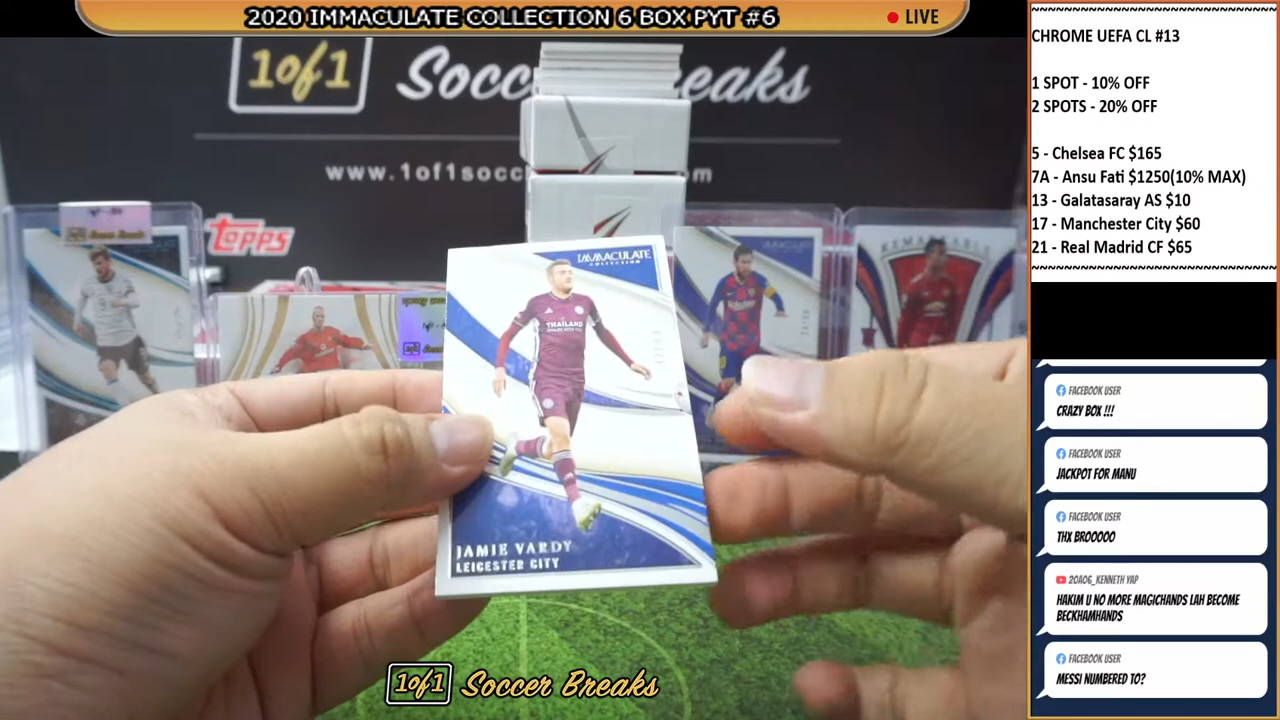 2020 IMMACULATE COLLECTION 6 BOX PYT #6
LIVE
1of1
Soccer Breaks
www.1of1socc
m
topps
IMMACULATE
COLLECTION
THAILAND
JAMIE VARDY
LEICESTER CITY
1of1 Soccer Breaks
CHROME UEFA CL #13
1 SPOT - 10% OFF
2 SPOTS - 20% OFF
5 - Chelsea FC $165
7A - Ansu Fati $1250(10% MAX)
13 - Galatasaray AS $10
17 - Manchester City $60
21 - Real Madrid CF $65
FACEBOOK USER
CRAZY BOX !!!
FACEBOOK USER
JACKPOT FOR MANU
FACEBOOK USER
THX BROOOOO
20A06_KENNETH YAP
HAKIM U NO MORE MAGICHANDS LAH BECOME
BECKHAMHANDS
FACEBOOK USER
MESSI NUMBERED TO?